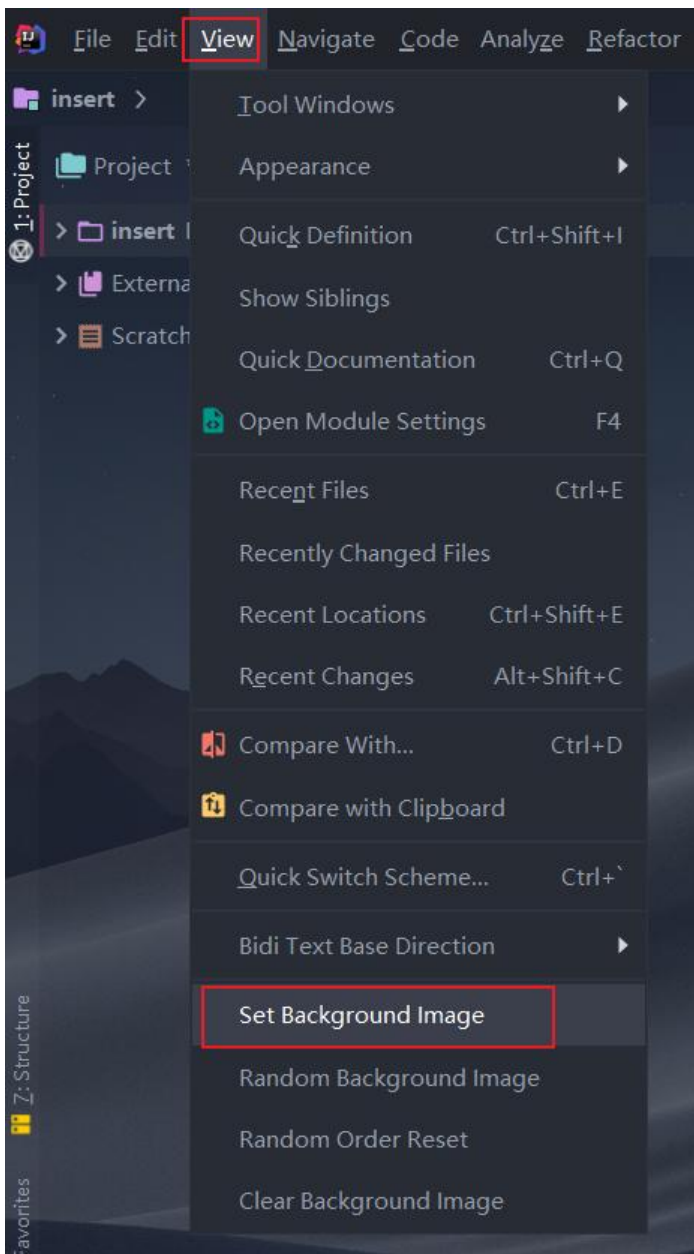 File Edit View Navigate Code Analyze Refactor
insert >
1: Project
Project
insert
Externa
Scratch
Tool Windows
Appearance
Quick Definition Ctrl+Shift+I
Show Siblings
Quick Documentation Ctrl+Q
Open Module Settings F4
Recent Files Ctrl+E
Recently Changed Files
Recent Locations Ctrl+Shift+E
Recent Changes Alt+Shift+C
Compare With... Ctrl+D
Compare with Clipboard
Quick Switch Scheme... Ctrl+`
Bidi Text Base Direction
Set Background Image
Random Background Image
Random Order Reset
Clear Background Image
7: Structure
Favorites